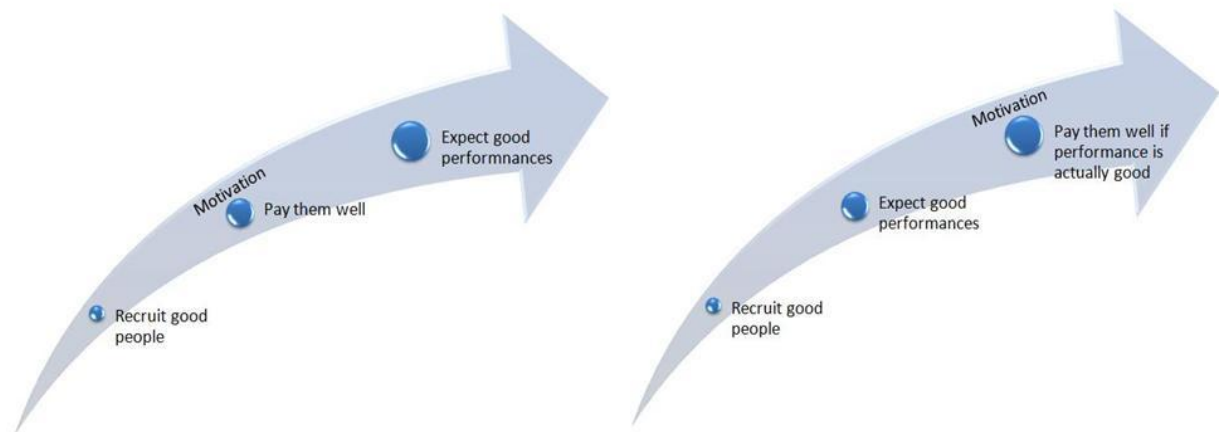 Motivation
Expect good
performnances
Pay them well
Recruit good
people
Motivation
Pay them well if
performance is
actually good
Expect good
performances
Recruit good
people